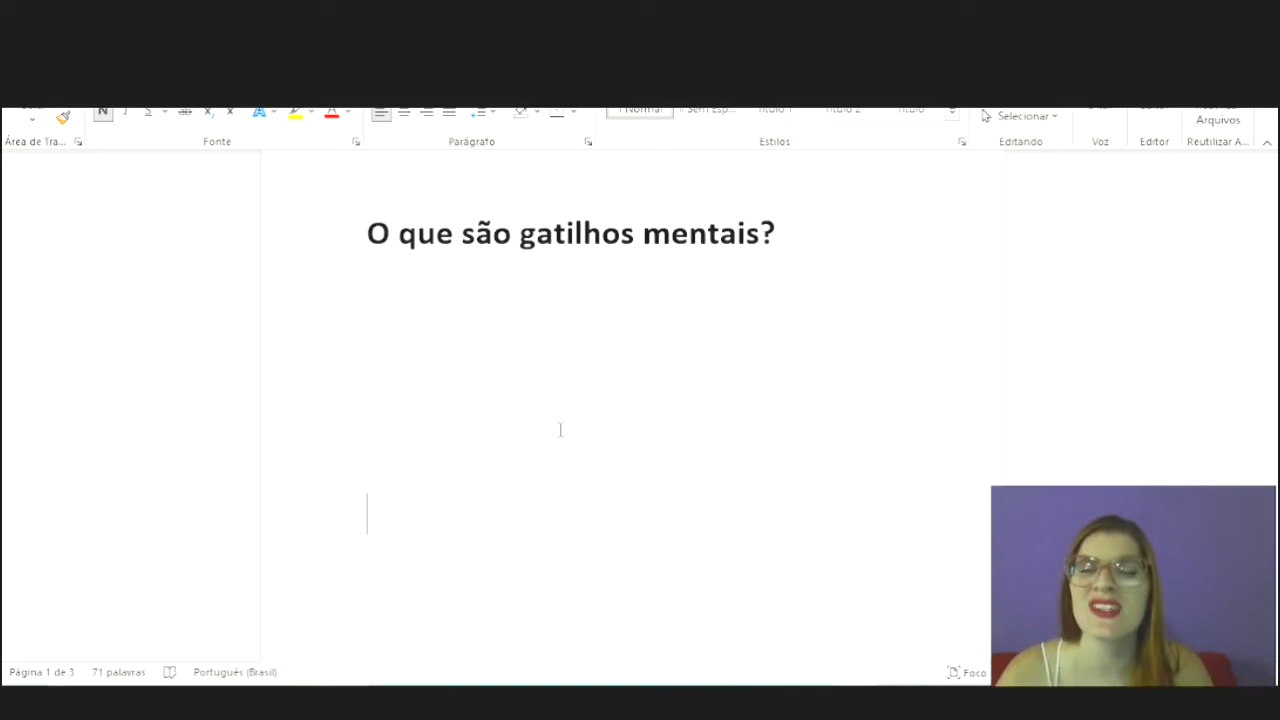 Selecionar
Arquivos
Área de Tra...
Fonte
Parágrafo
Estilos
Editando
Voz
Editor
Reutilizar A...
O que são gatilhos mentais?
Página 1 de 3
71 palavras
Português (Brasil)
Foco